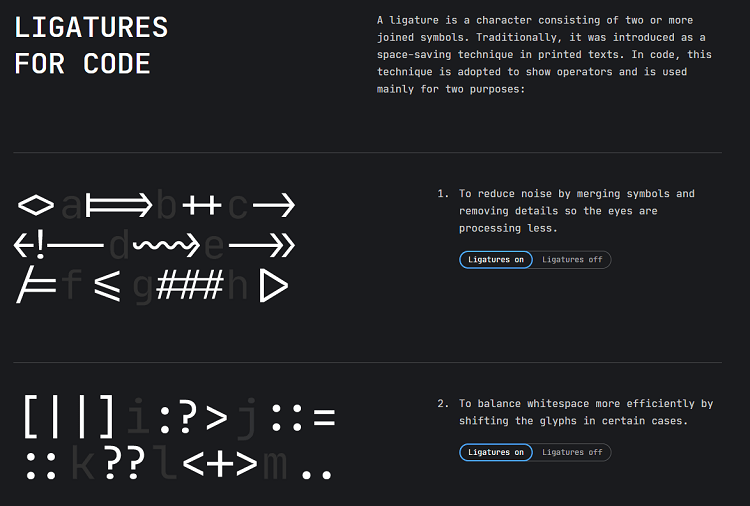 LIGATURES
FOR CODE
A ligature is a character consisting of two or more
joined symbols. Traditionally, it was introduced as a
space-saving technique in printed texts. In code, this
technique is adopted to show operators and is used
mainly for two purposes:
<>a|==>b++c->
<!--d~~>e->>
/=f<=g###h|>
1. To reduce noise by merging symbols and
removing details so the eyes are
processing less.
Ligatures on Ligatures off
[||]i:?>j::=
::k??l<+>m..
2. To balance whitespace more efficiently by
shifting the glyphs in certain cases.
Ligatures on Ligatures off